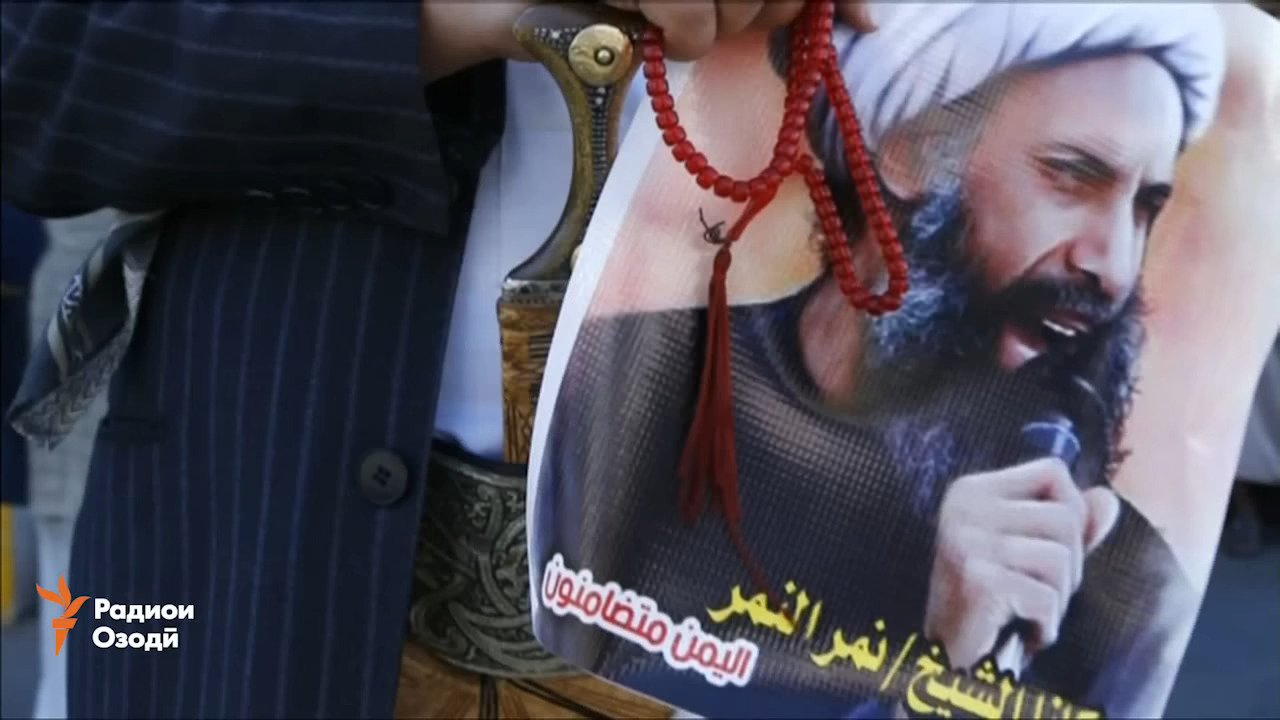 الشيخ / نمر النمر
اليمن متضامنون
Радиои
Озодӣ